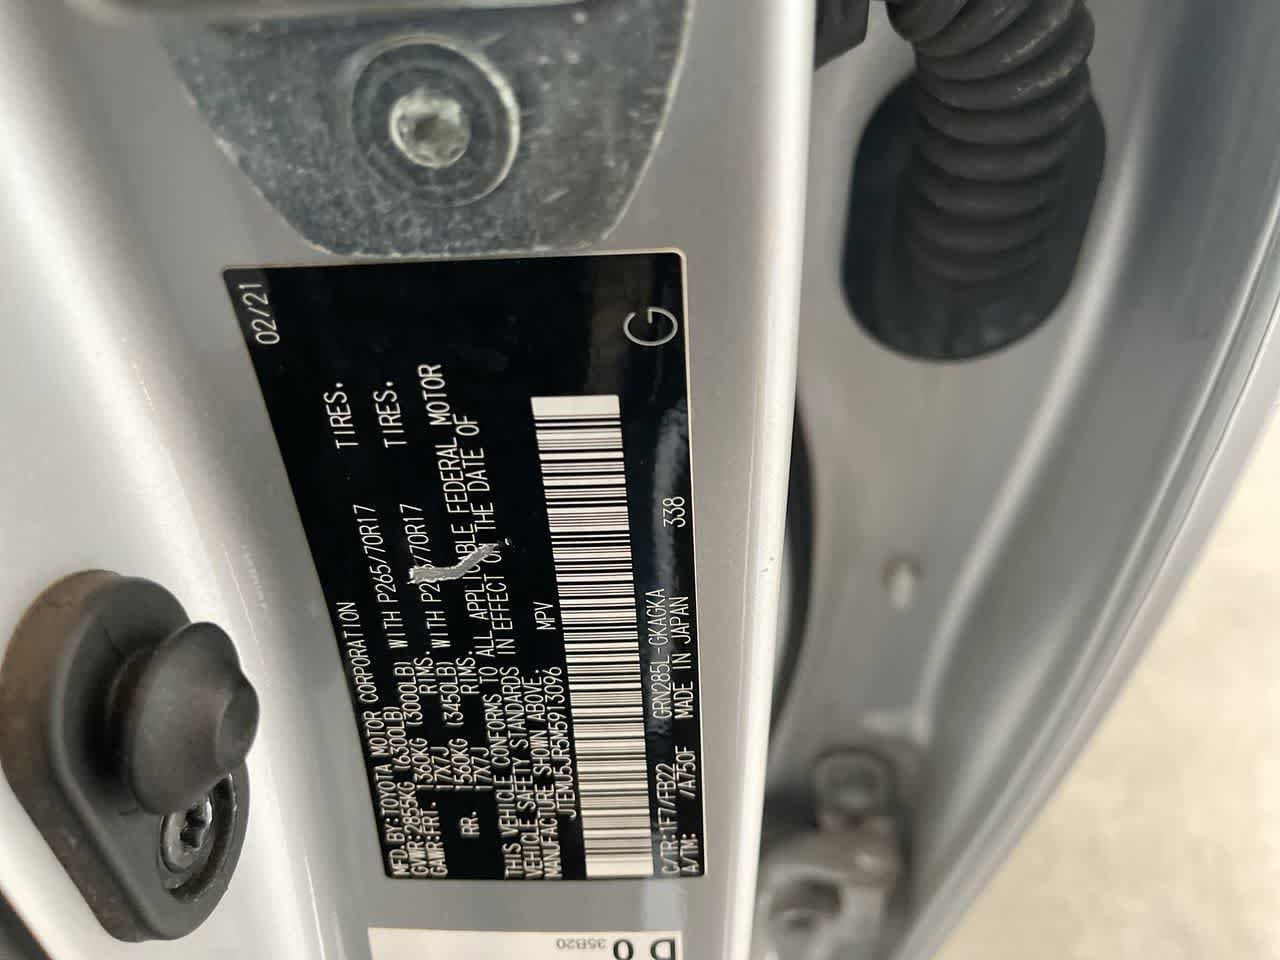 02/21
MFD.BY:TOYOTA MOTOR CORPORATION
GVWR:2855KG (6300LB)
GAWR:FRT. 1360KG (3000LB) WITH P265/70R17 TIRES.
17X7J RIMS.
RR. 1560KG (3450LB) WITH P265/70R17 TIRES.
17X7J RIMS.
THIS VEHICLE CONFORMS TO ALL APPLICABLE FEDERAL MOTOR
VEHICLE SAFETY STANDARDS IN EFFECT ON THE DATE OF
MANUFACTURE SHOWN ABOVE.
JTEMU5JR5M5913096 MPV
G
C/TR:1F7/FB22 GRN285L-GKAGKA 338
A/TM: /A750F MADE IN JAPAN
35B20
D 0